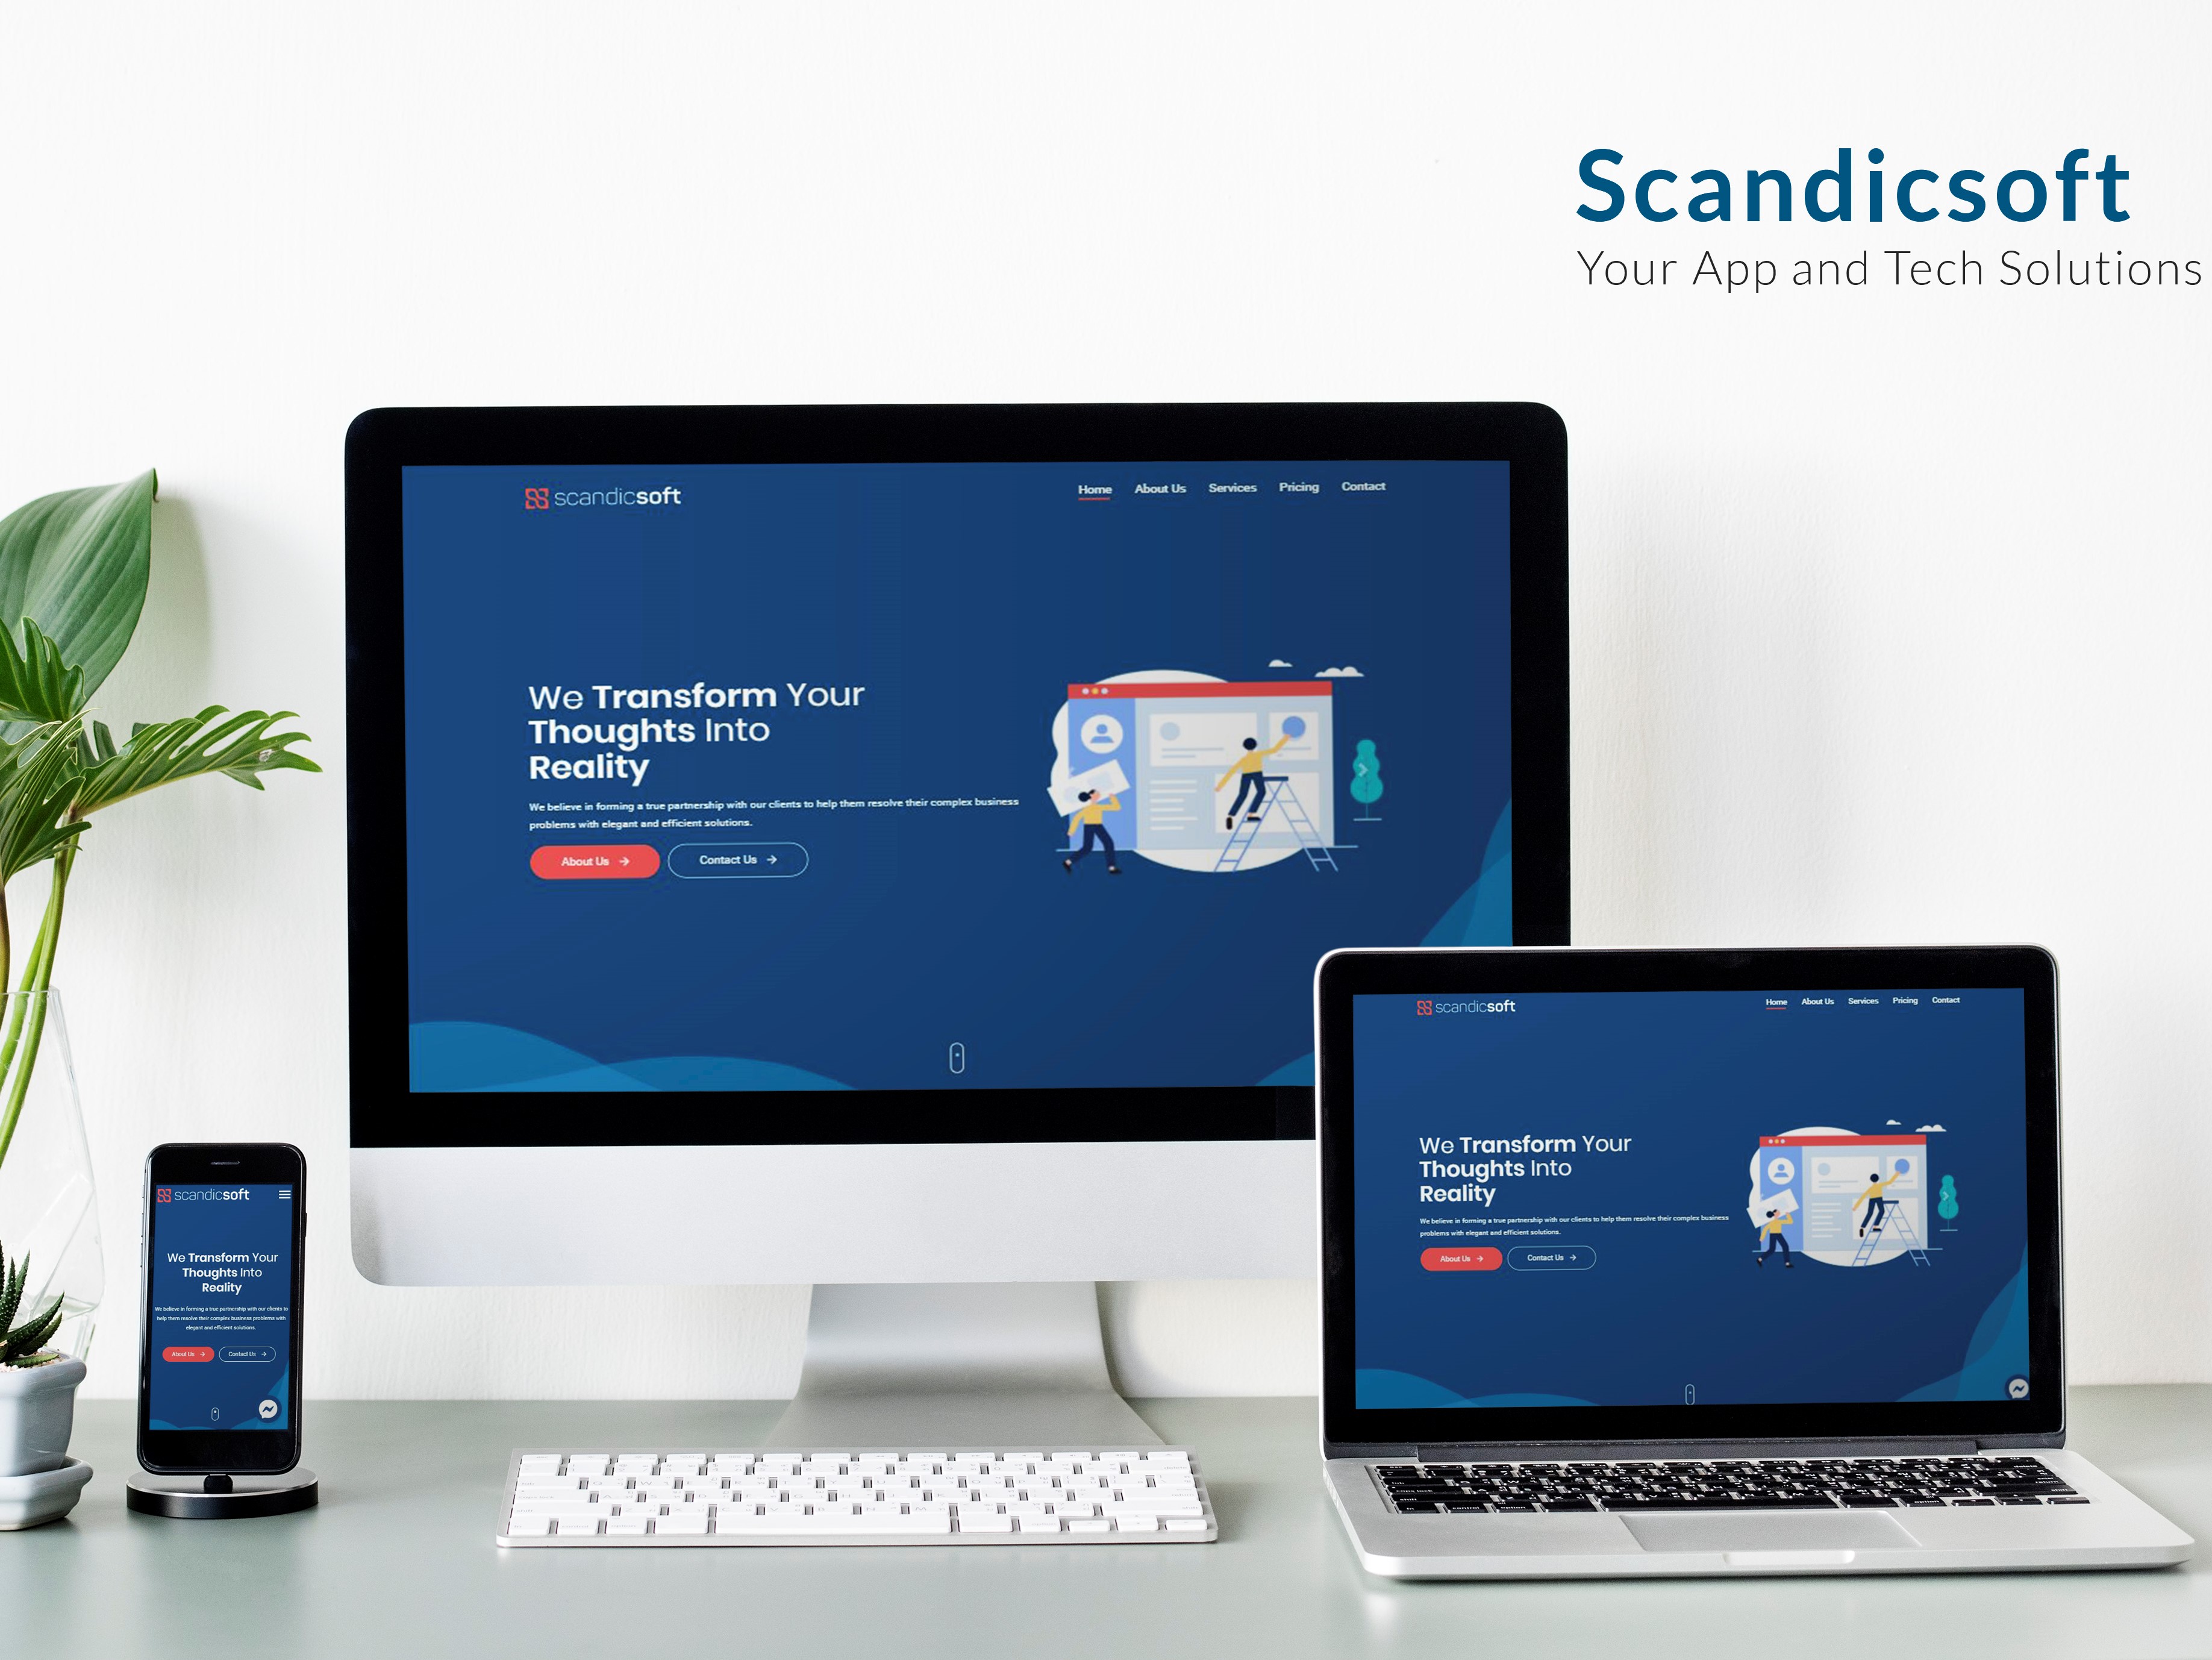 Scandicsoft
Your App and Tech Solutions
scandicsoft
Home About Us Services Pricing Contact
We Transform Your
Thoughts Into
Reality
We believe in forming a true partnership with our clients to help them resolve their complex business
problems with elegant and efficient solutions.
About Us → Contact Us →
scandicsoft
Home About Us Services Pricing Contact
We Transform Your
Thoughts Into
Reality
We believe in forming a true partnership with our clients to help them resolve their complex business
problems with elegant and efficient solutions.
About Us → Contact Us →
scandicsoft
We Transform Your
Thoughts Into
Reality
We believe in forming a true partnership with our clients to
help them resolve their complex business problems with
elegant and efficient solutions.
About Us → Contact Us →